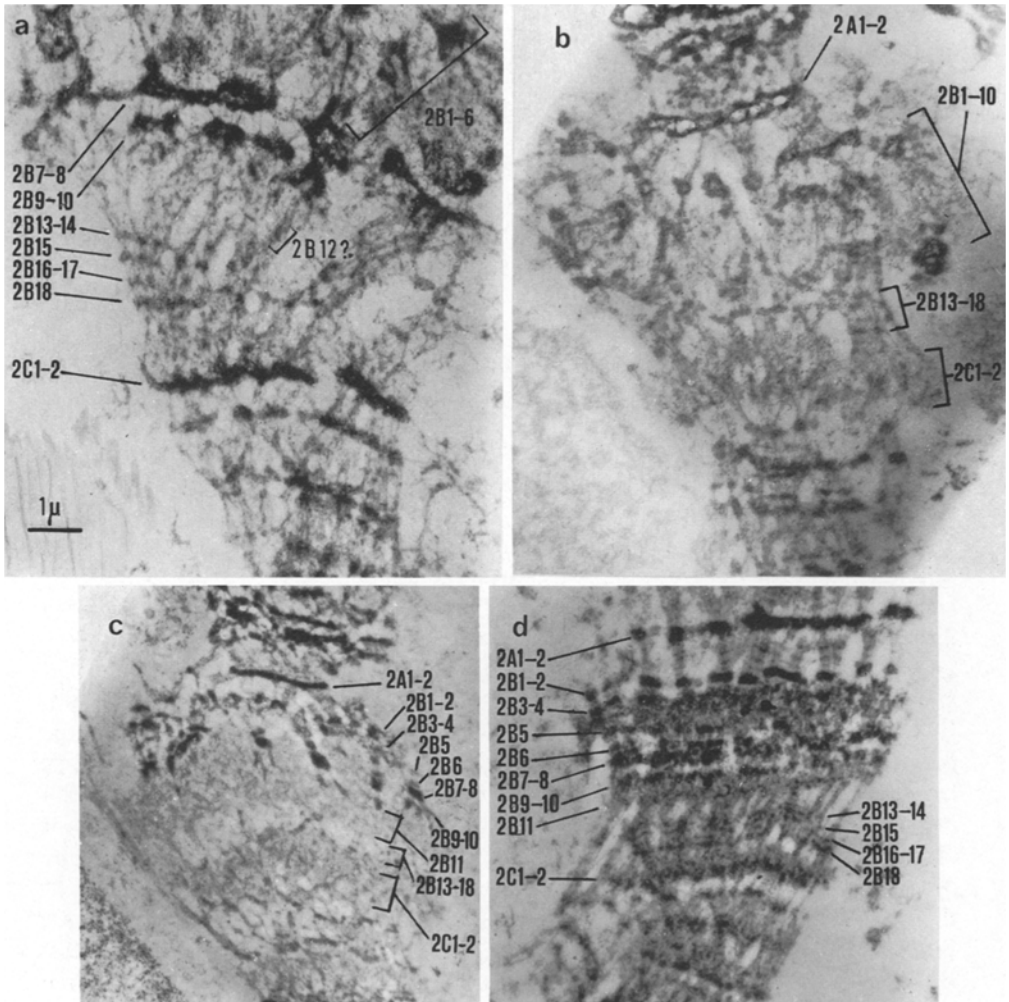 a
2B1-6
2B7-8
2B9-10
2B13-14
2B15
2B12?
2B16-17
2B18
2C1-2
1μ
b
2A1-2
2B1-10
2B13-18
2C1-2
c
2A1-2
2B1-2
2B3-4
2B5
2B6
2B7-8
2B9-10
2B11
2B13-18
2C1-2
d
2A1-2
2B1-2
2B3-4
2B5
2B6
2B7-8
2B9-10
2B11
2B13-14
2B15
2B16-17
2B18
2C1-2